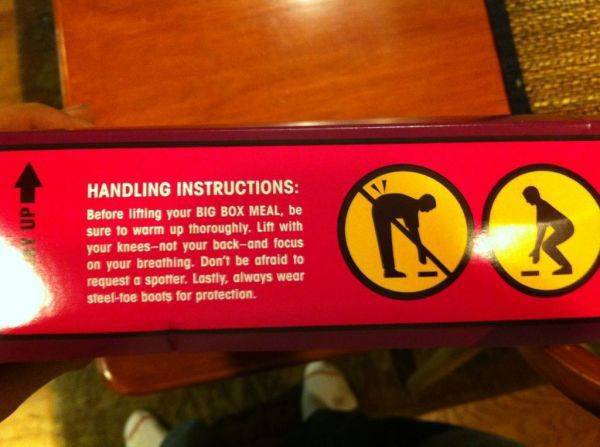 UP
HANDLING INSTRUCTIONS:
Before lifting your BIG BOX MEAL, be
sure to warm up thoroughly. Lift with
your knees—not your back—and focus
on your breathing. Don't be afraid to
request a spotter. Lastly, always wear
steel-toe boots for protection.